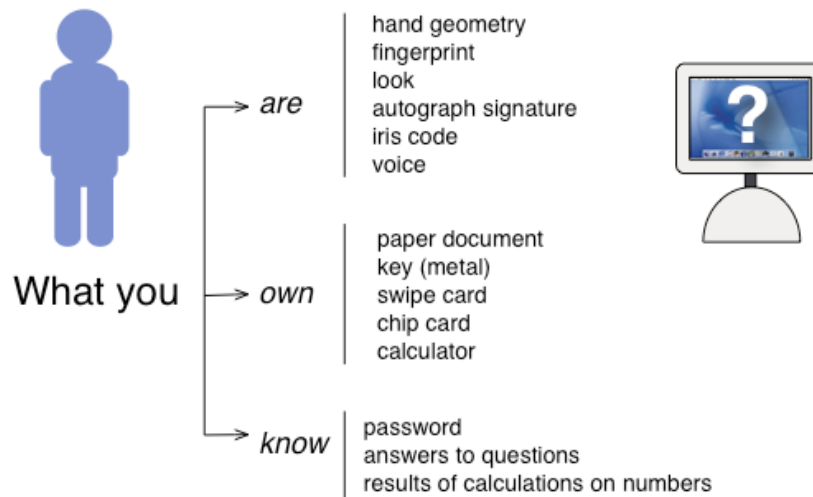 What you
are
hand geometry
fingerprint
look
autograph signature
iris code
voice
own
paper document
key (metal)
swipe card
chip card
calculator
know
password
answers to questions
results of calculations on numbers
?